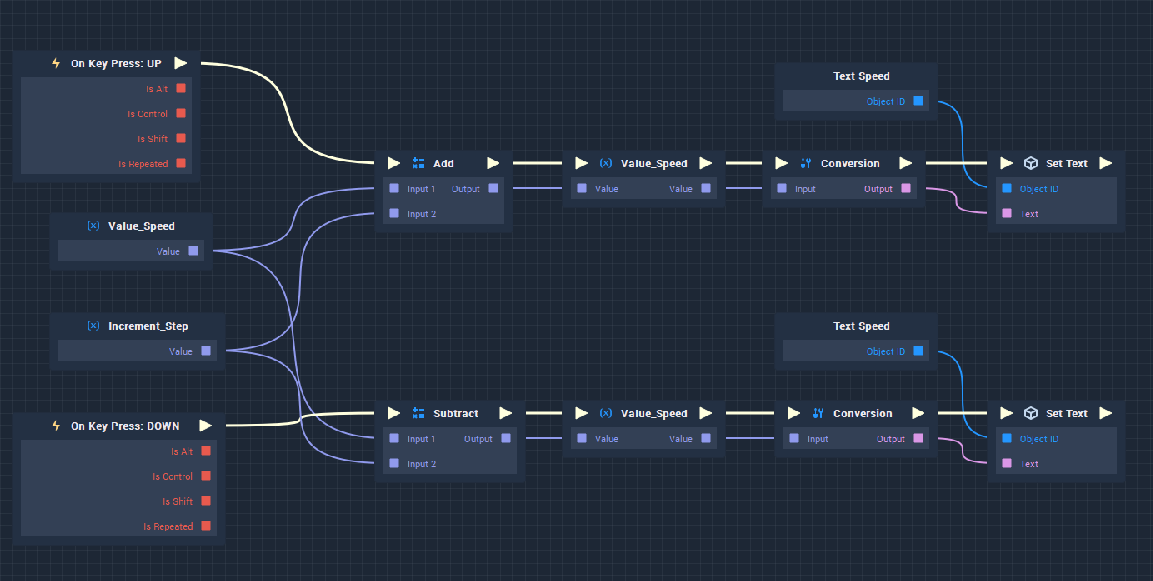 On Key Press: UP
Is Alt
Is Control
Is Shift
Is Repeated
Value_Speed
Value
Increment_Step
Value
On Key Press: DOWN
Is Alt
Is Control
Is Shift
Is Repeated
Add
Input 1 Output
Input 2
Value_Speed
Value Value
Conversion
Input Output
Text Speed
Object ID
Set Text
Object ID
Text
Subtract
Input 1 Output
Input 2
Value_Speed
Value Value
Conversion
Input Output
Text Speed
Object ID
Set Text
Object ID
Text